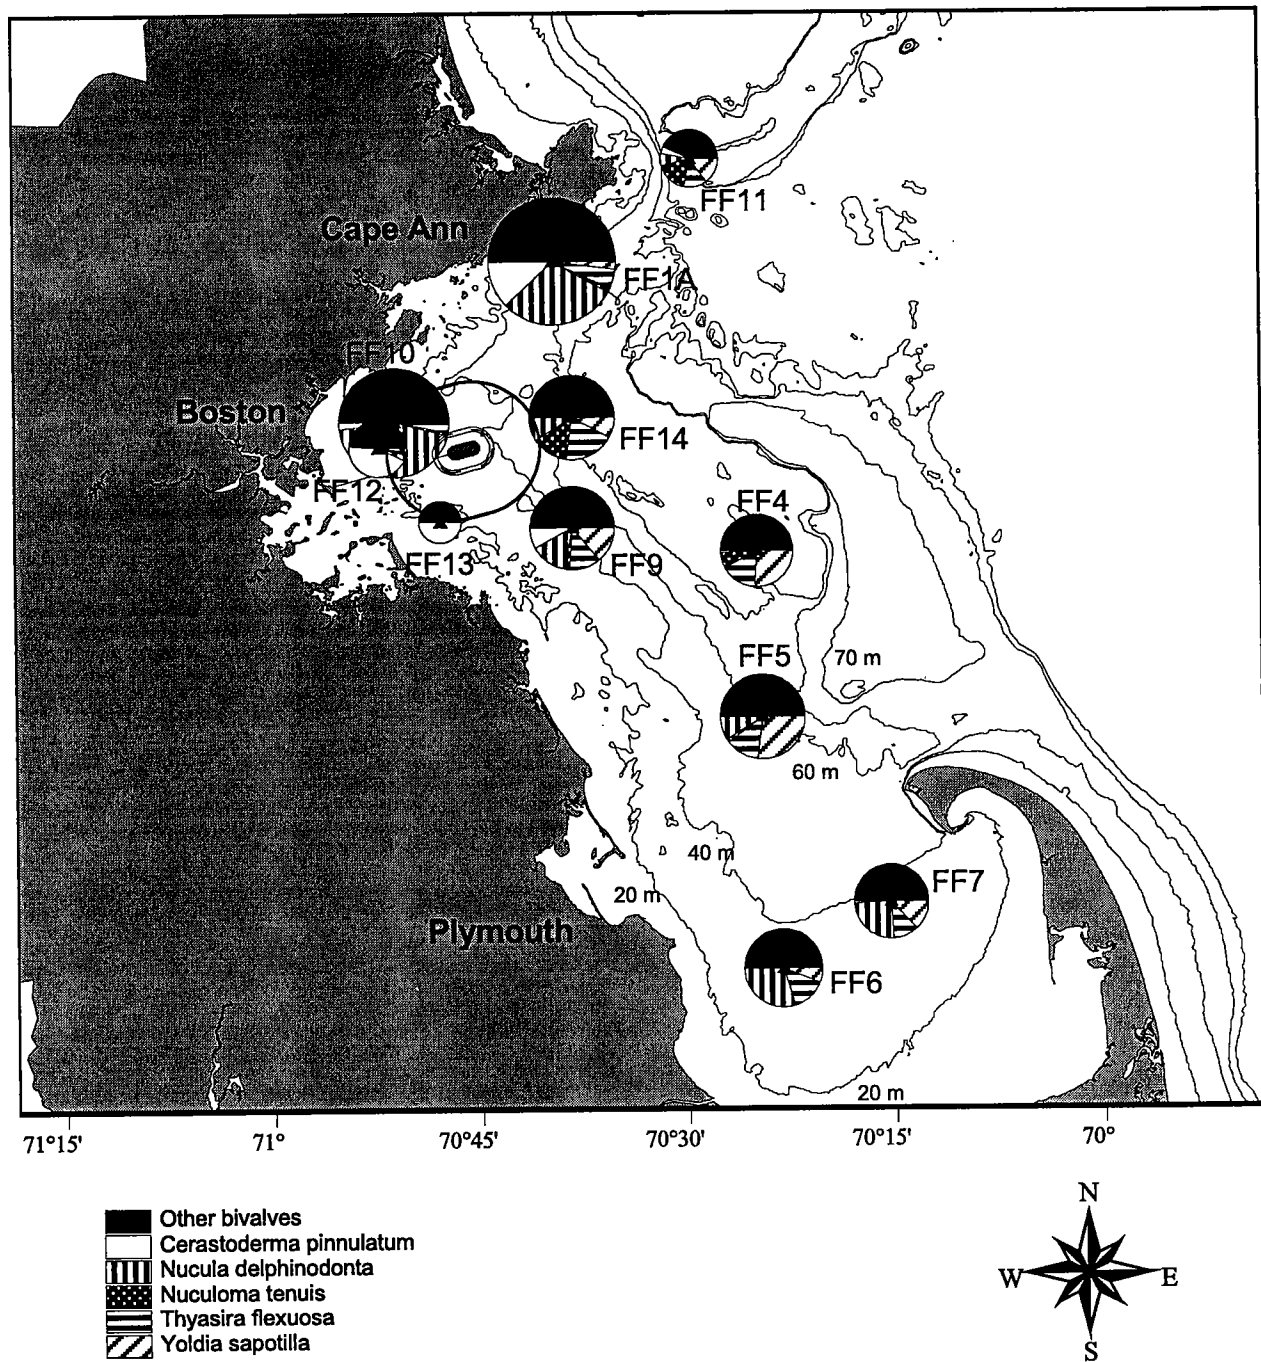 FF11
Cape Ann
FF1A
FF10
Boston
FF14
FF12
FF4
FF13
FF9
FF5
70 m
60 m
40 m
FF7
20 m
Plymouth
FF6
20 m
71°15'
71°
70°45'
70°30'
70°15'
70°
Other bivalves
Cerastoderma pinnulatum
Nucula delphinodonta
Nuculoma tenuis
Thyasira flexuosa
Yoldia sapotilla
N
W
E
S